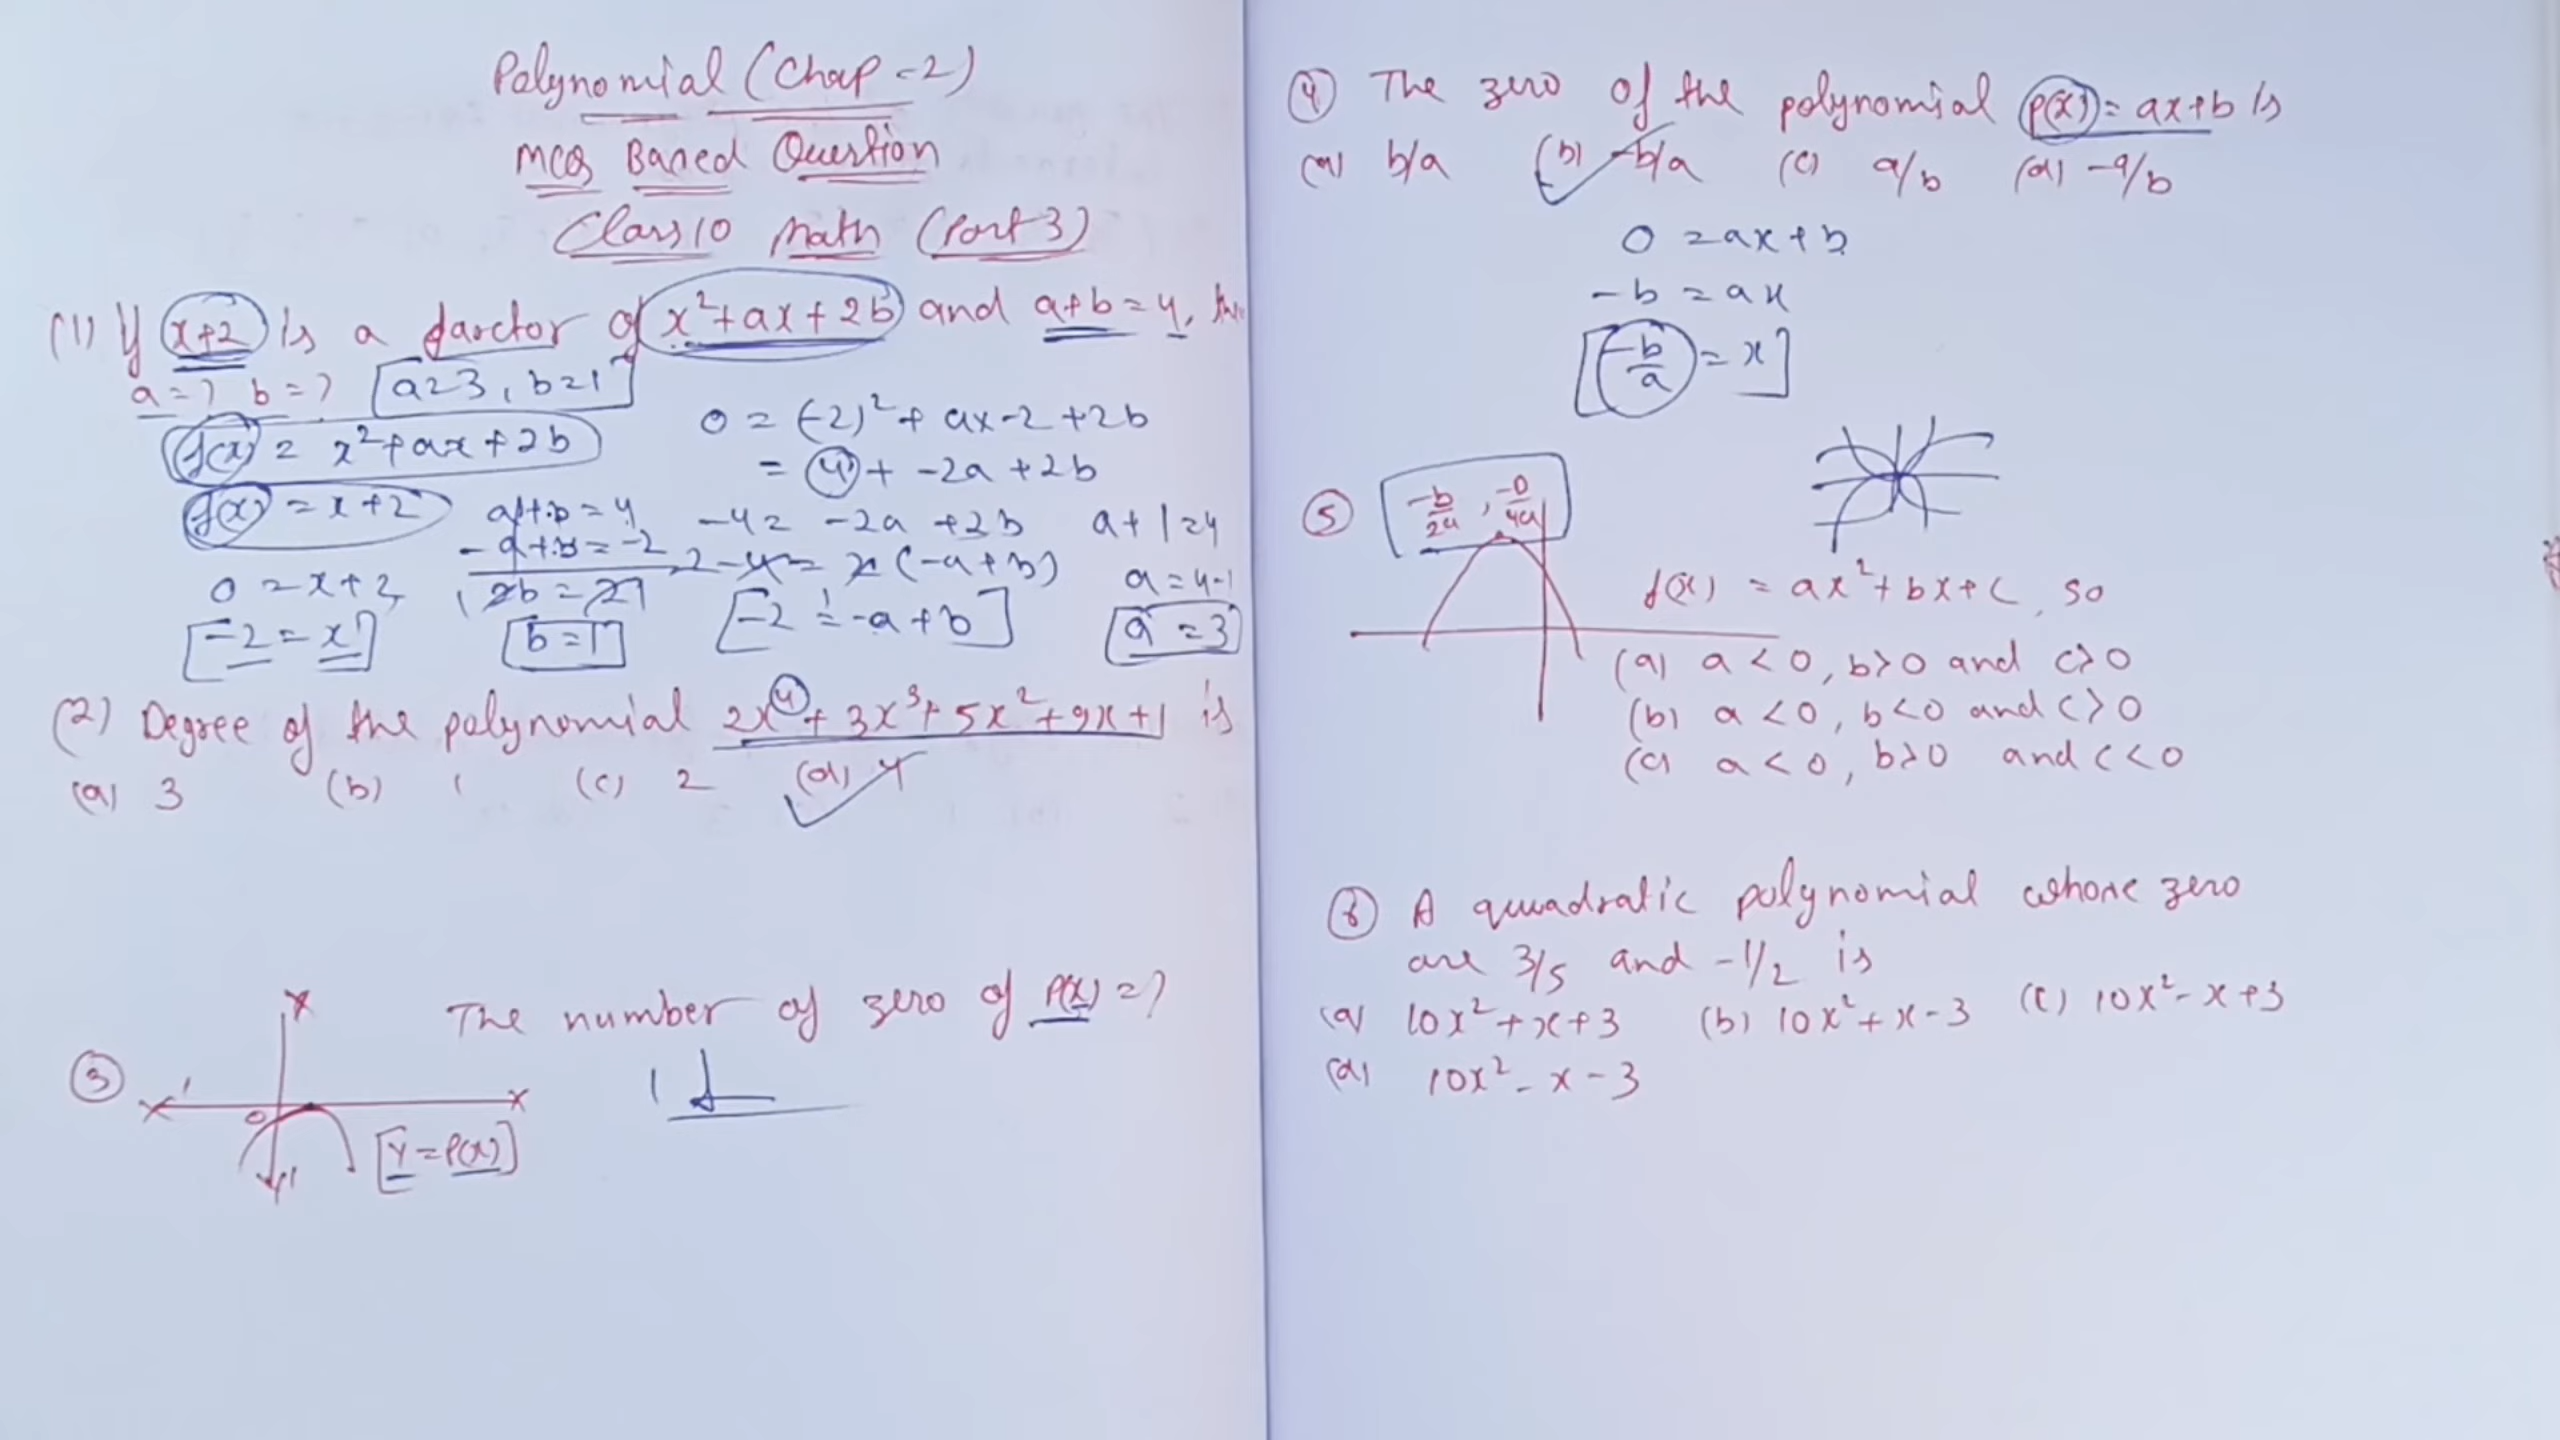 Polynomial (Chap-2)
MCQ Based Question
Class 10 Math (Part 3)
(1) If x+2 is a farctor of x²+ax+2b and a+b=4,
a=? b=? a=3, b=1
f(x) = x²+ax+2b
0 = (-2)² + ax-2 +2b
= 4 + -2a +2b
f(x) = x+2
a+b=4
-4= -2a +2b
a+1=4
-a+b=-2
-4= 2(-a+b)
a=4-1
0 =x+2
2b=2
-2 = x
b=1
-2 = -a+b
a=3
(2) Degree of the polynomial 2x⁴+3x³+5x²+9x+1 is
(a) 3 (b) 1 (c) 2 (d) 4
The number of zero of P(x)=?
③ X' O X
1
[Y=P(x)]
Y'
④ The zero of the polynomial p(x)=ax+b is
(a) b/a (b) -b/a (c) a/b (d) -a/b
0 =ax+b
-b = ax
-b/a = x
⑤ -b/2a , -D/4a
f(x) = ax²+bx+c, so
(a) a<0, b>0 and c>0
(b) a<0, b<0 and c>0
(c) a<0, b>0 and c<0
⑥ A quuadratic polynomial whose zero
are 3/5 and -1/2 is
(a) 10x²+x+3 (b) 10x²+x-3 (c) 10x²-x+3
(d) 10x²-x-3